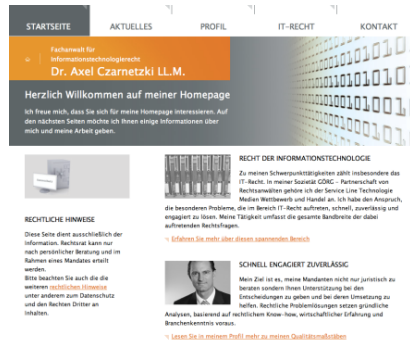 STARTSEITE
AKTUELLES
PROFIL
IT-RECHT
KONTAKT
Fachanwalt für
Informationstechnologierecht
Dr. Axel Czarnetzki LL.M.
Herzlich Willkommen auf meiner Homepage
Ich freue mich, dass Sie sich für meine Homepage interessieren. Auf
den nächsten Seiten möchte ich Ihnen einige Informationen über
mich und meine Arbeit geben.
RECHTLICHE HINWEISE
Diese Seite dient ausschließlich der
Information. Rechtsrat kann nur
nach persönlicher Beratung und im
Rahmen eines Mandates erteilt
werden.
Bitte beachten Sie auch die die
weiteren rechtlichen Hinweise
unter anderem zum Datenschutz
und den Rechten Dritter an
Inhalten.
RECHT DER INFORMATIONSTECHNOLOGIE
Zu meinen Schwerpunkttätigkeiten zählt insbesondere das
IT-Recht. In meiner Sozietät GÖRG - Partnerschaft von
Rechtsanwälten gehöre ich der Service Line Technologie
Medien Wettbewerb und Handel an. Ich habe den Anspruch,
die besonderen Probleme, die im Bereich IT-Recht auftreten, schnell, zuverlässig und
engagiert zu lösen. Meine Tätigkeit umfasst die gesamte Bandbreite der dabei
auftretenden Rechtsfragen.
Erfahren Sie mehr über diesen spannenden Bereich
SCHNELL ENGAGIERT ZUVERLÄSSIG
Mein Ziel ist es, meine Mandanten nicht nur juristisch zu
beraten sondern Ihnen Unterstützung bei den
Entscheidungen zu geben und bei deren Umsetzung zu
helfen. Rechtliche Problemlösungen setzen gründliche
Analysen, basierend auf rechtlichem Know-how, wirtschaftlicher Erfahrung und
Branchenkenntnis voraus.
Lesen Sie in meinem Profil mehr zu meinen Qualitätsmaßstäben